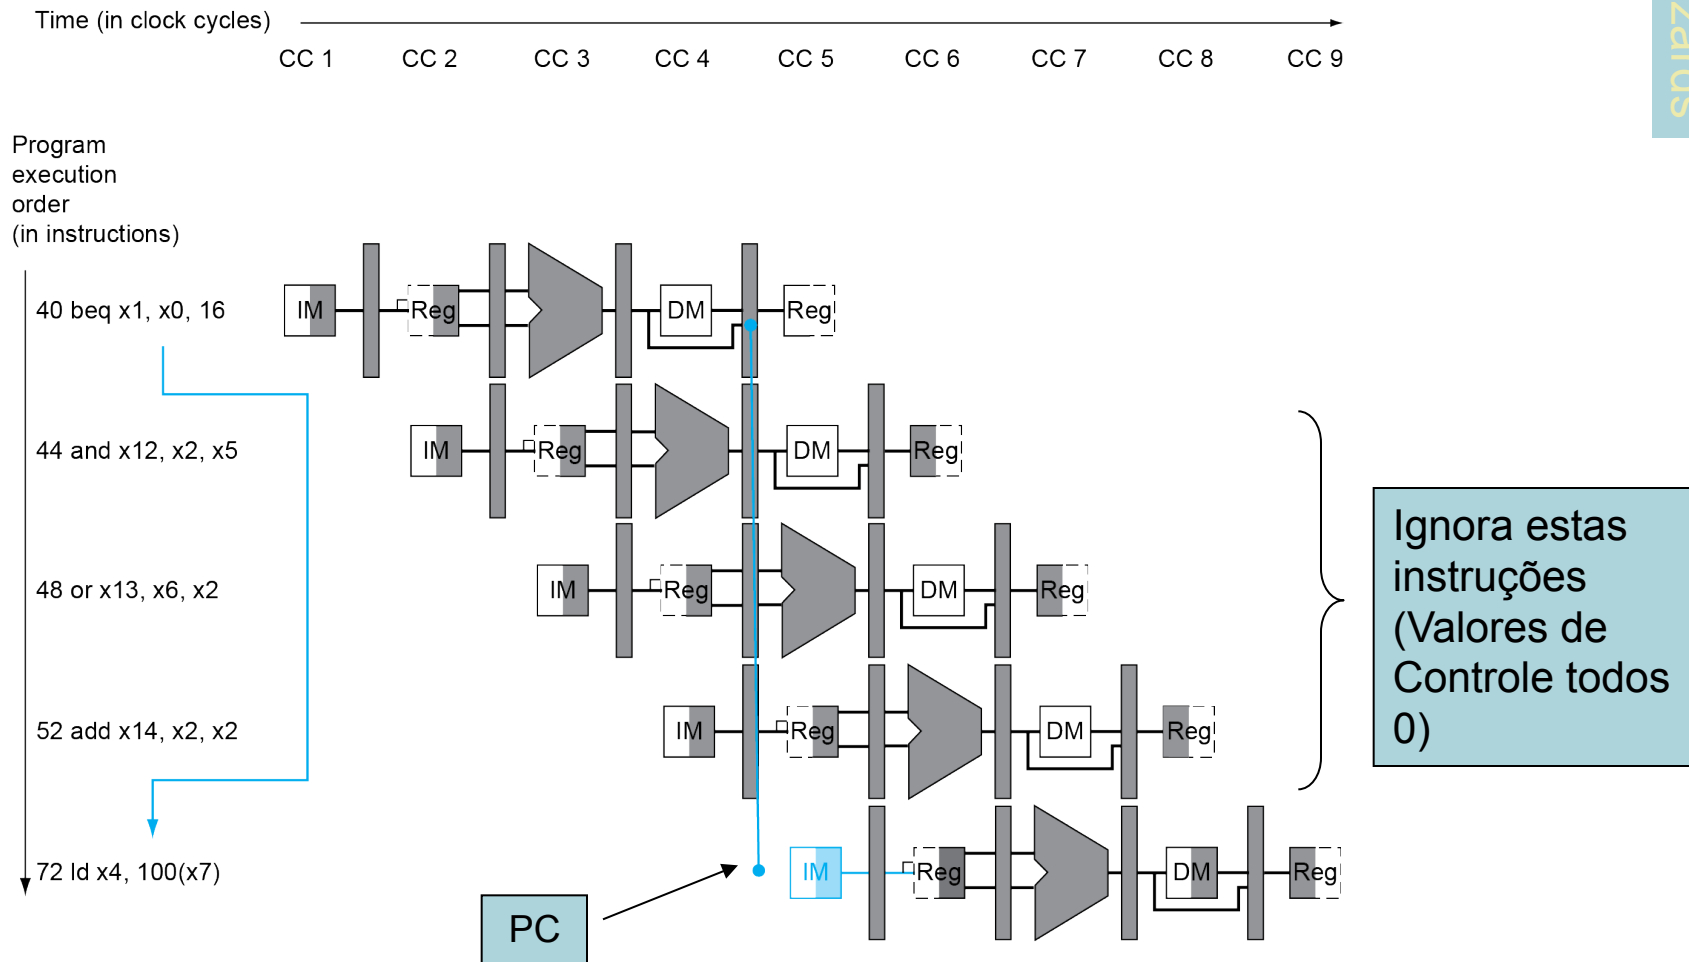 Time (in clock cycles)
CC 1 CC 2 CC 3 CC 4 CC 5 CC 6 CC 7 CC 8 CC 9
zarus
Program
execution
order
(in instructions)
40 beq x1, x0, 16
IM Reg DM Reg
44 and x12, x2, x5
IM Reg DM Reg
48 or x13, x6, x2
IM Reg DM Reg
52 add x14, x2, x2
IM Reg DM Reg
72 ld x4, 100(x7)
IM Reg DM Reg
Ignora estas
instruções
(Valores de
Controle todos
0)
PC